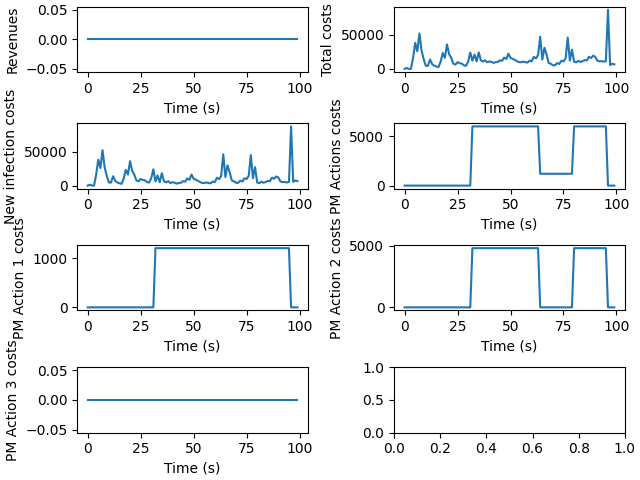 Revenues
0.05
0.00
−0.05
0 25 50 75 100
Time (s)
Total costs
50000
0
0 25 50 75 100
Time (s)
New infection costs
50000
0
0 25 50 75 100
Time (s)
PM Actions costs
5000
0
0 25 50 75 100
Time (s)
PM Action 1 costs
1000
0
0 25 50 75 100
Time (s)
PM Action 2 costs
5000
0
0 25 50 75 100
Time (s)
PM Action 3 costs
0.05
0.00
−0.05
0 25 50 75 100
Time (s)
1.0
0.5
0.0
0.0 0.2 0.4 0.6 0.8 1.0